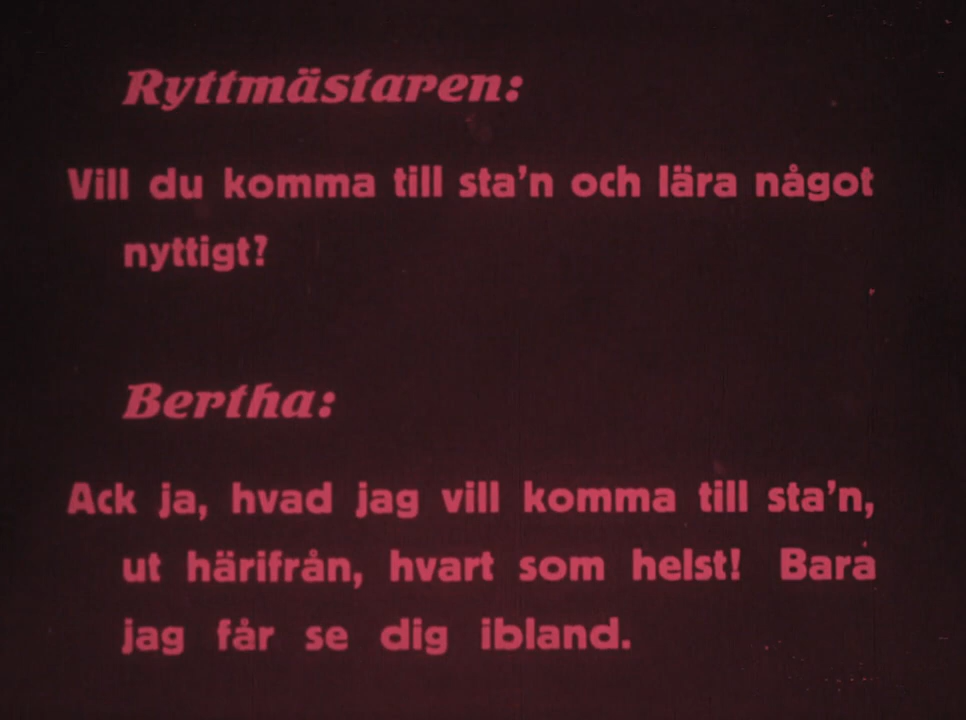 Ryttmästaren:
Vill du komma till sta'n och lära något
nyttigt?
Bertha:
Ack ja, hvad jag vill komma till sta'n,
ut härifrån, hvart som helst! Bara
jag får se dig ibland.